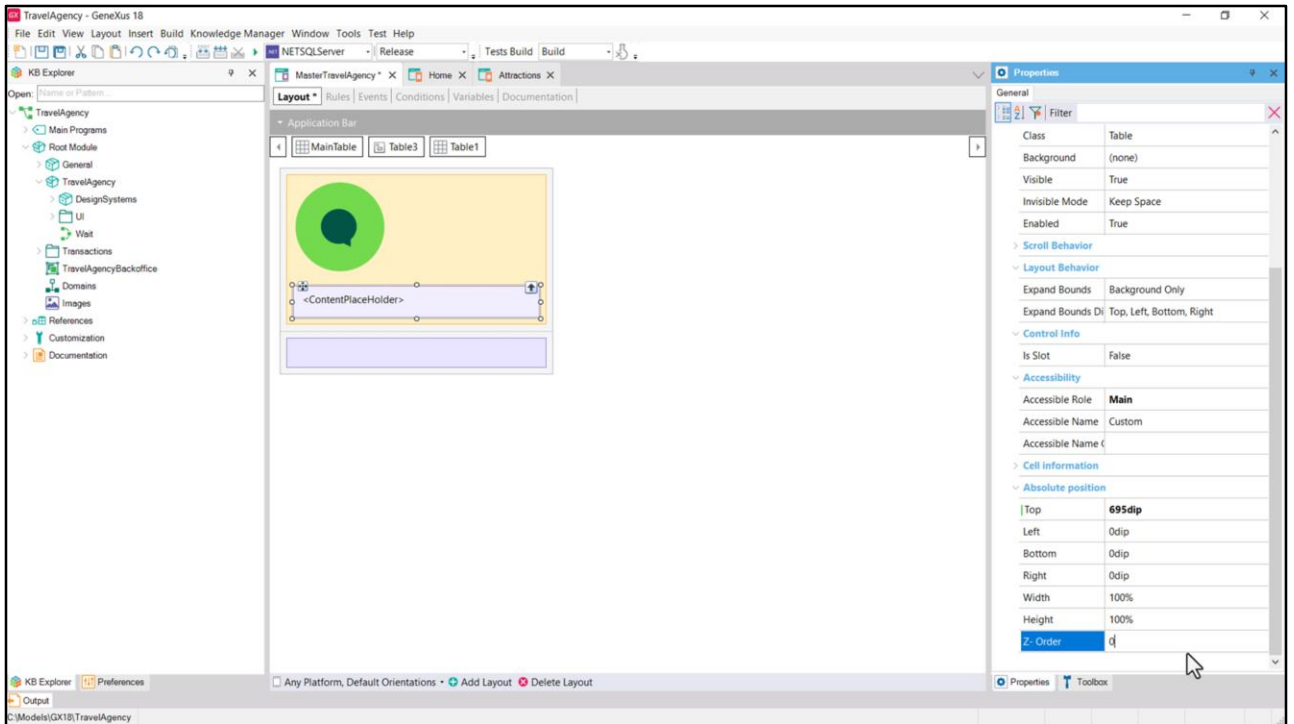 TravelAgency - GeneXus 18
File Edit View Layout Insert Build Knowledge Manager Window Tools Test Help
NETSQLServer Release Tests Build Build
KB Explorer
Open: Name or Pattern...
TravelAgency
Main Programs
Root Module
General
TravelAgency
DesignSystems
UI
Wait
Transactions
TravelAgencyBackoffice
Domains
Images
References
Customization
Documentation
KB Explorer Preferences
MasterTravelAgency * X Home X Attractions X
Layout * Rules Events Conditions Variables Documentation
Application Bar
MainTable Table3 Table1
<ContentPlaceHolder>
Any Platform, Default Orientations • Add Layout Delete Layout
Properties
General
Filter
Class Table
Background (none)
Visible True
Invisible Mode Keep Space
Enabled True
Scroll Behavior
Layout Behavior
Expand Bounds Background Only
Expand Bounds Di Top, Left, Bottom, Right
Control Info
Is Slot False
Accessibility
Accessible Role Main
Accessible Name Custom
Accessible Name
Cell information
Absolute position
Top 695dip
Left 0dip
Bottom 0dip
Right 0dip
Width 100%
Height 100%
Z- Order 0
Properties Toolbox
Output
C:\Models\GX18\TravelAgency